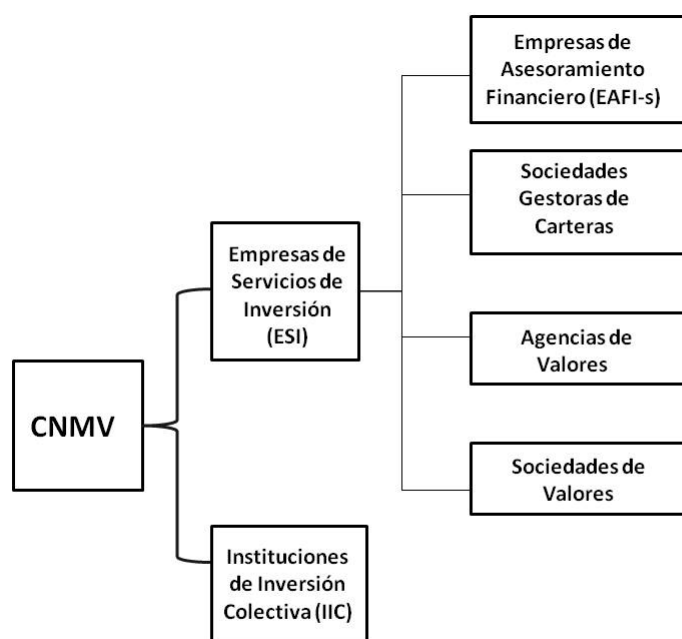 CNMV
Empresas de
Servicios de
Inversión
(ESI)
Instituciones
de Inversión
Colectiva (IIC)
Empresas de
Asesoramiento
Financiero (EAFI-s)
Sociedades
Gestoras de
Carteras
Agencias de
Valores
Sociedades de
Valores